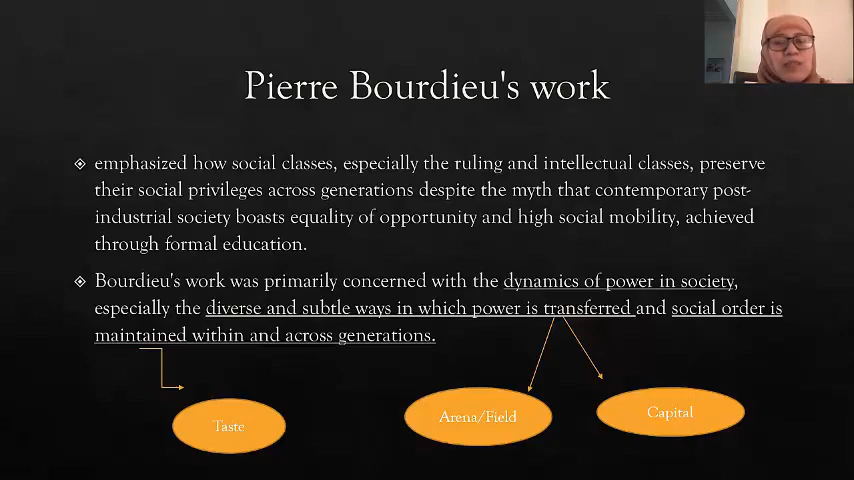 Pierre Bourdieu's work
emphasized how social classes, especially the ruling and intellectual classes, preserve
their social privileges across generations despite the myth that contemporary post-
industrial society boasts equality of opportunity and high social mobility, achieved
through formal education.
Bourdieu's work was primarily concerned with the dynamics of power in society,
especially the diverse and subtle ways in which power is transferred and social order is
maintained within and across generations.
Taste
Arena/Field
Capital